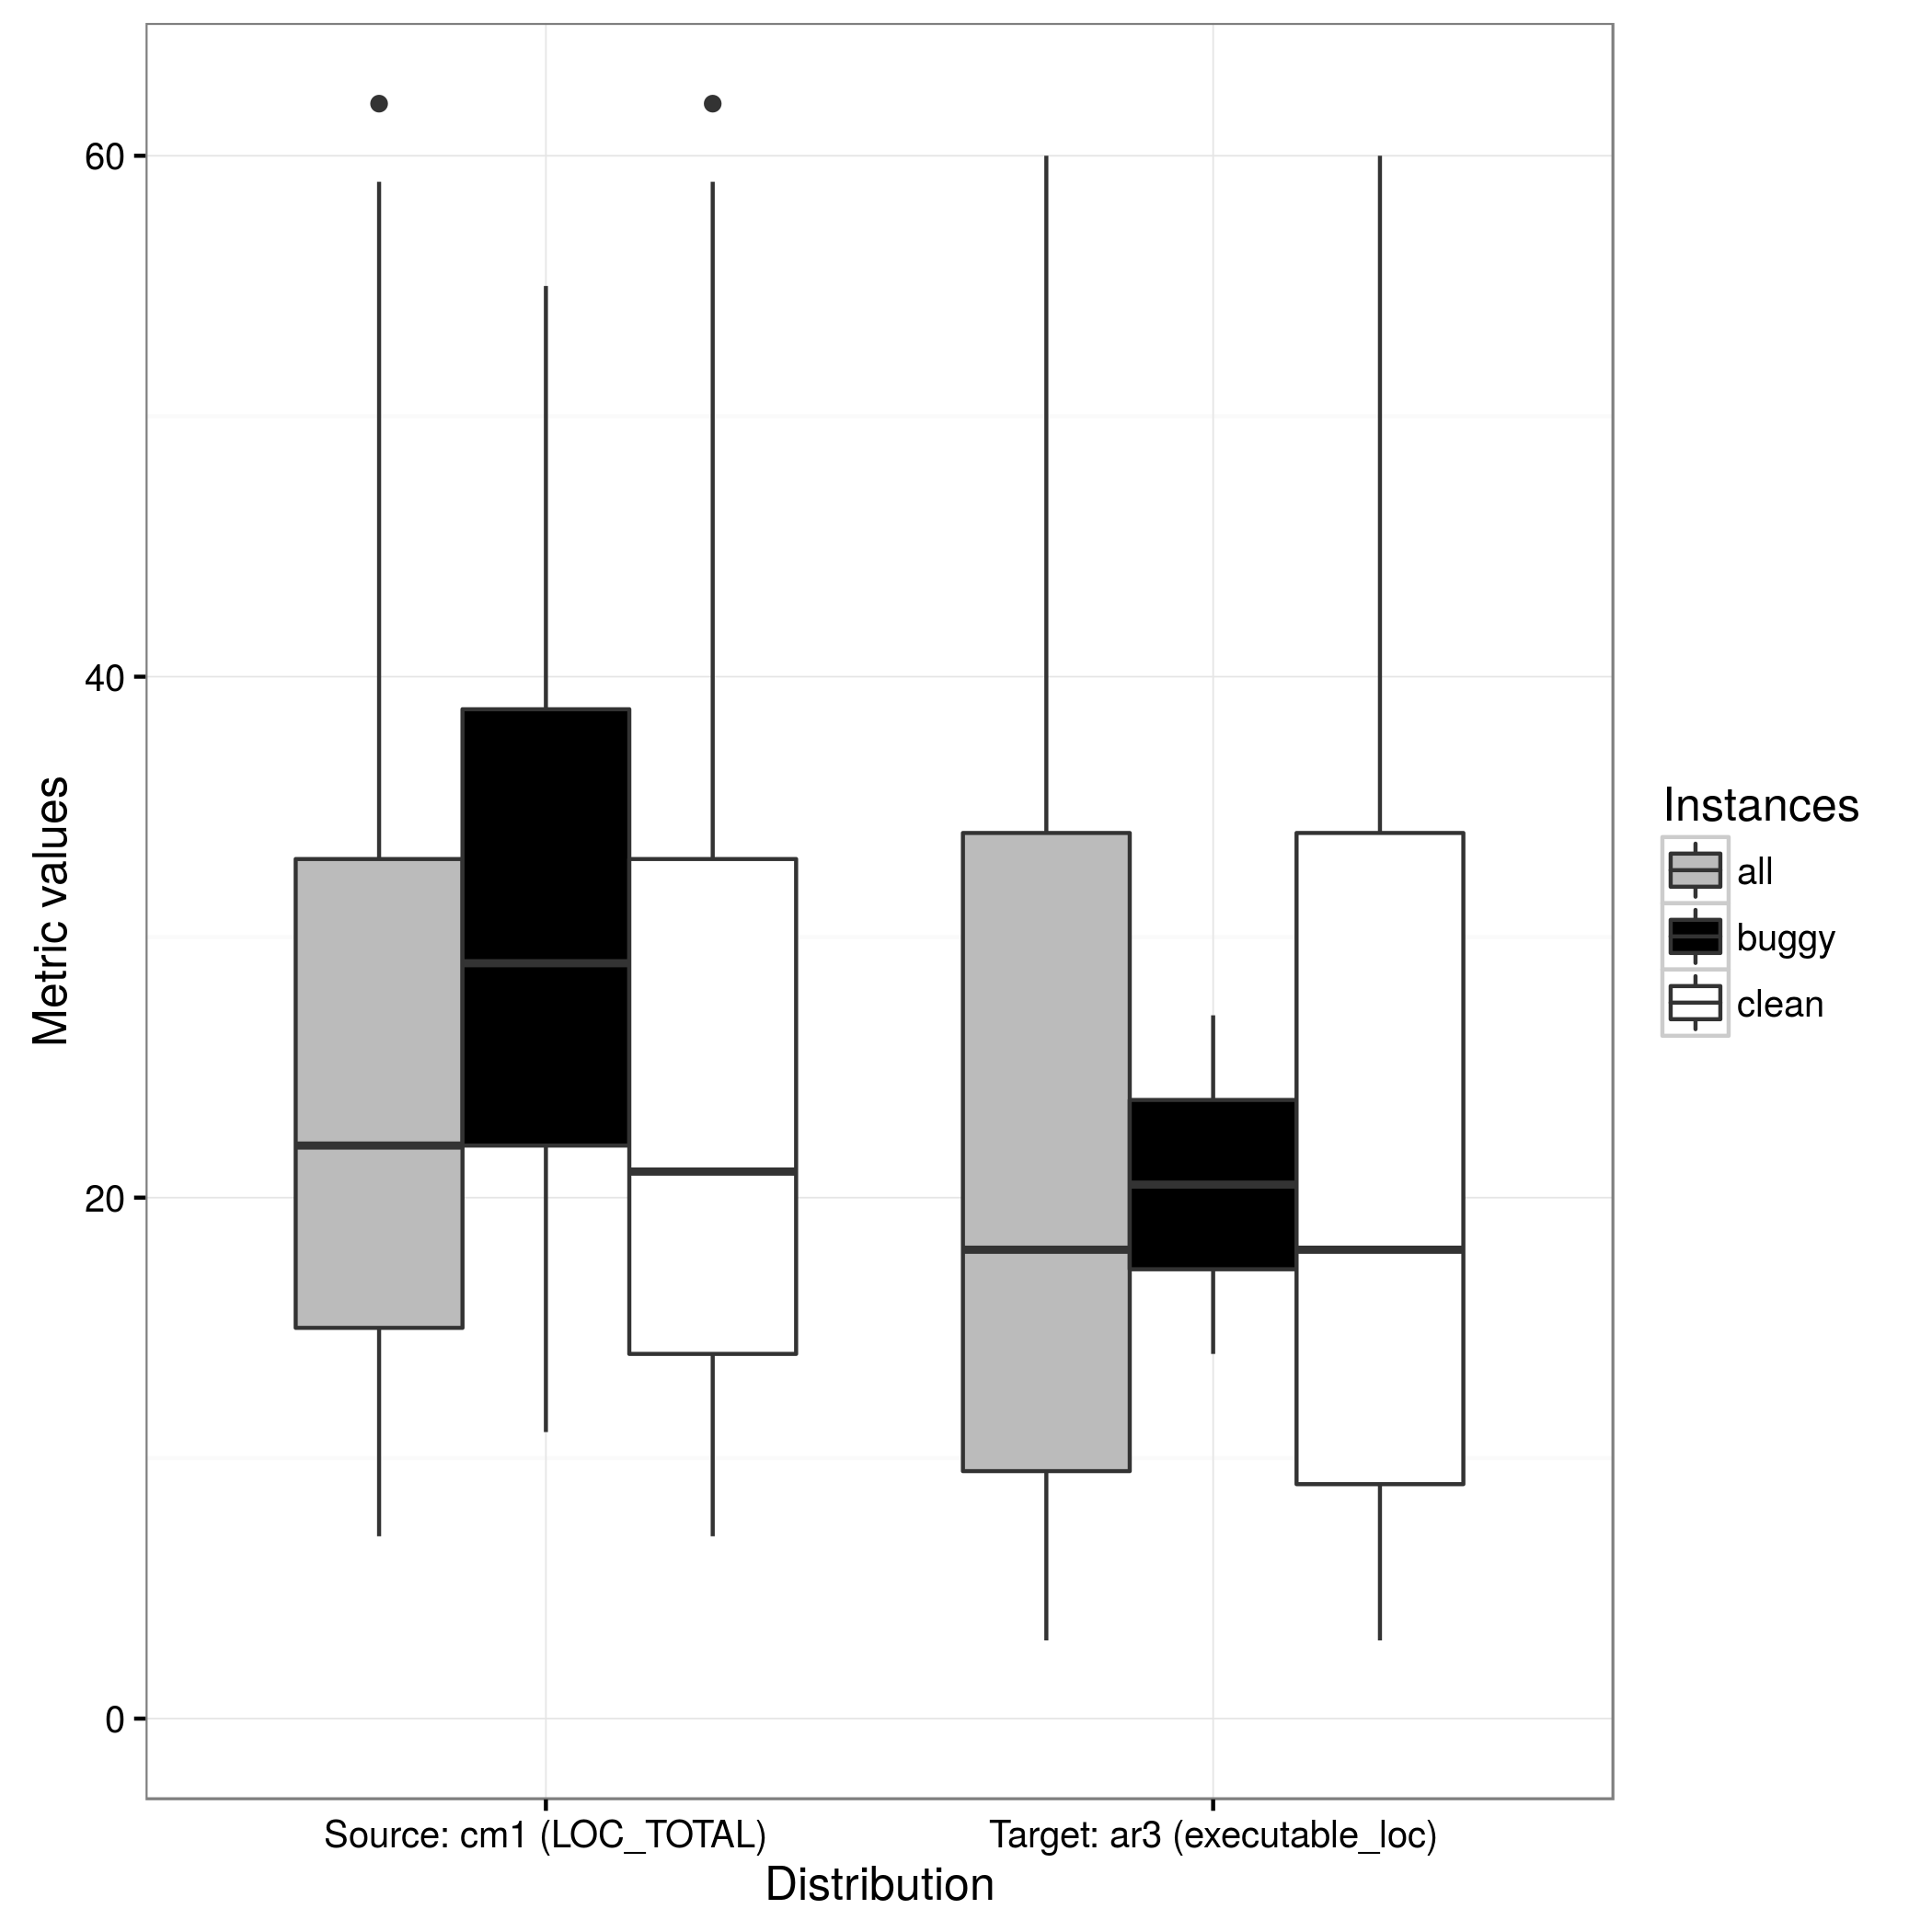 60
40
20
0
Metric values
Source: cm1 (LOC_TOTAL)
Target: ar3 (executable_loc)
Distribution
Instances
all
buggy
clean